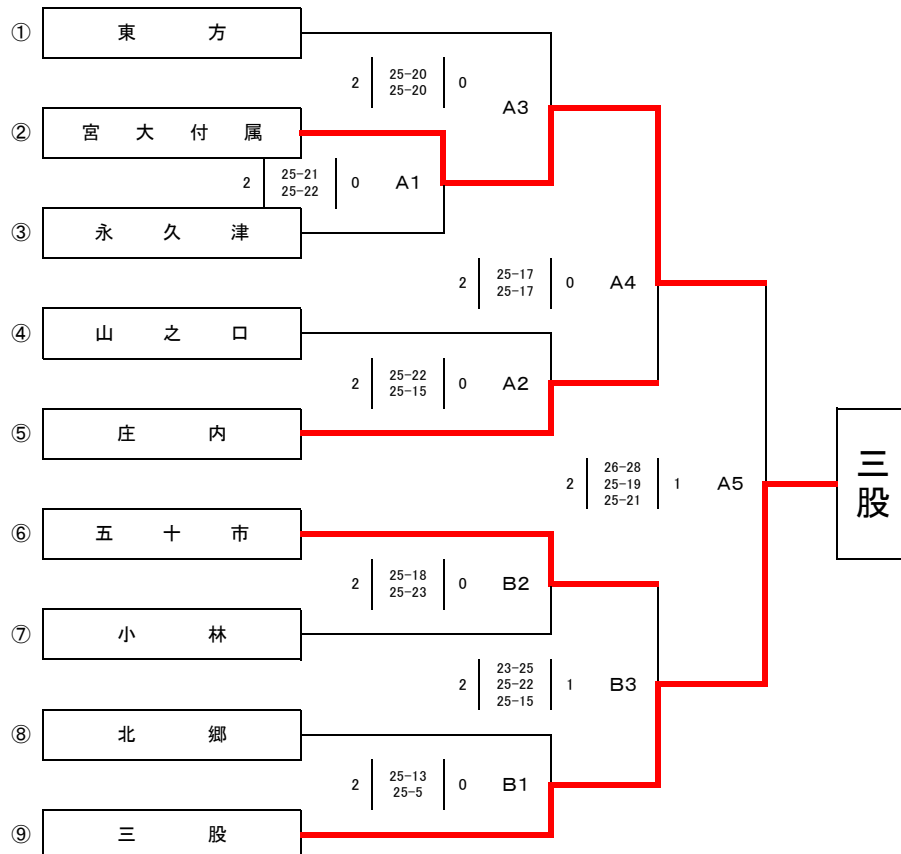 ① 東方
2 25-20 0
25-20
A3
② 宮大付属
2 25-21 0 A1
25-22
③ 永久津
2 25-17 0 A4
25-17
④ 山之口
2 25-22 0 A2
25-15
⑤ 庄内
三股
26-28
2 25-19 1 A5
25-21
⑥ 五十市
2 25-18 0 B2
25-23
⑦ 小林
23-25
2 25-22 1 B3
25-15
⑧ 北郷
2 25-13 0 B1
25-5
⑨ 三股